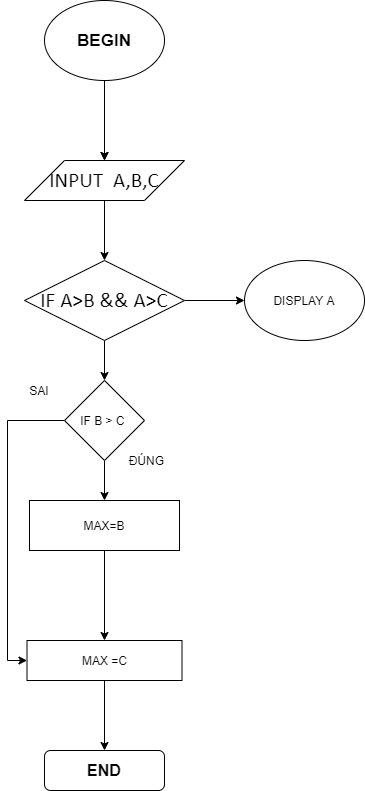 BEGIN
INPUT A,B,C
IF A>B && A>C
DISPLAY A
SAI
IF B > C
ĐÚNG
MAX=B
MAX =C
END